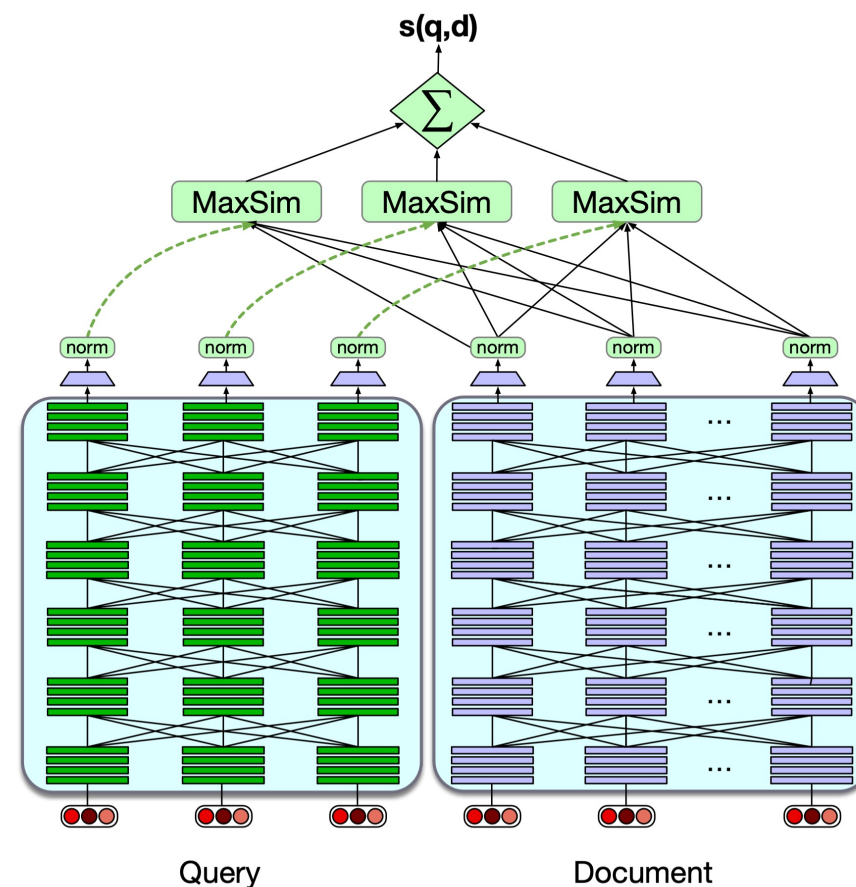 s(q,d)
Σ
MaxSim MaxSim MaxSim
norm norm norm norm norm norm
...
...
...
...
...
...
Query Document